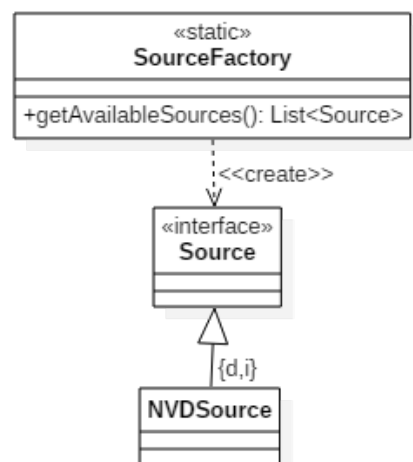 «static»
SourceFactory
+getAvailableSources(): List<Source>
<<create>>
«interface»
Source
{d,i}
NVDSource